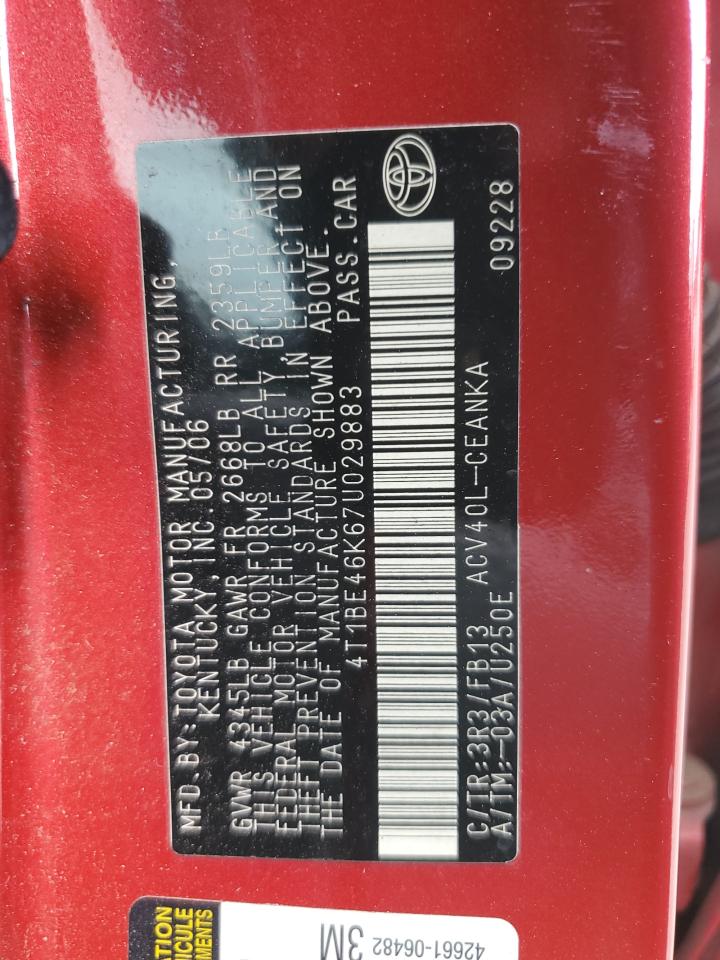 MFD.BY:TOYOTA MOTOR MANUFACTURING,
KENTUCKY,INC.05/06
GVWR 4345LB GAWR FR 2668LB RR 2359LB
THIS VEHICLE CONFORMS TO ALL APPLICABLE
FEDERAL MOTOR VEHICLE SAFETY,BUMPER,AND
THEFT PREVENTION STANDARDS IN EFFECT ON
THE DATE OF MANUFACTURE SHOWN ABOVE.
4T1BE46K67U029883 PASS.CAR
C/TR:3R3/FB13 ACV40L-CEANKA 09228
A/TM:-03A/U250E
3M
42661-06482